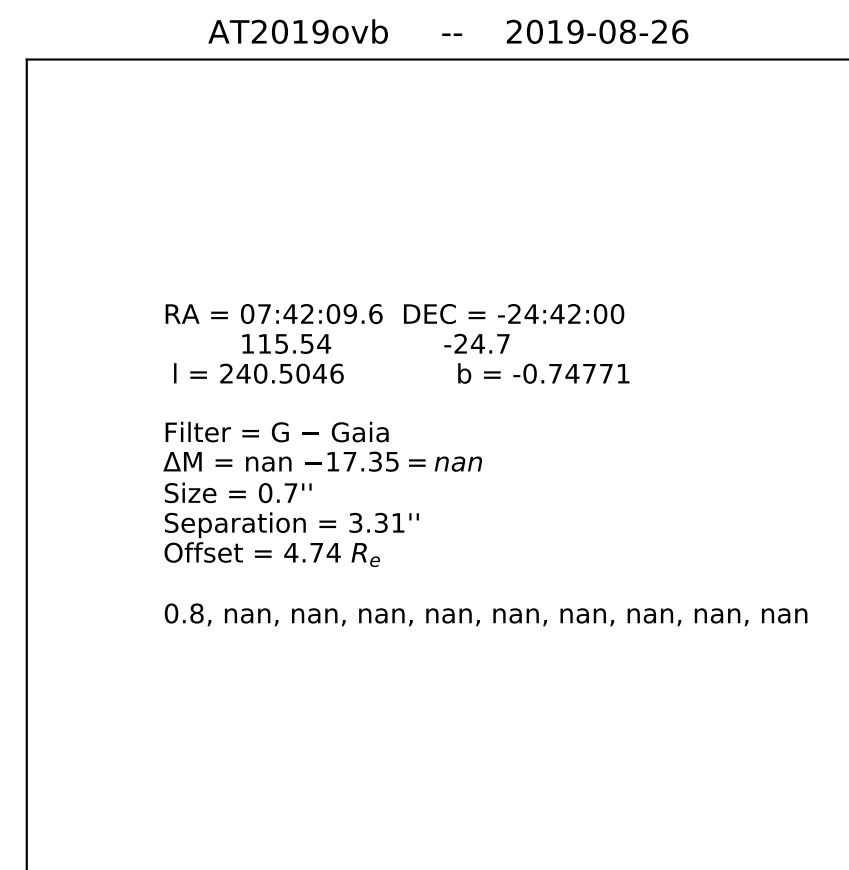 AT2019ovb -- 2019-08-26
RA = 07:42:09.6 DEC = -24:42:00
115.54 -24.7
l = 240.5046 b = -0.74771
Filter = G − Gaia
ΔM = nan −17.35 = nan
Size = 0.7''
Separation = 3.31''
Offset = 4.74 Re
0.8, nan, nan, nan, nan, nan, nan, nan, nan, nan